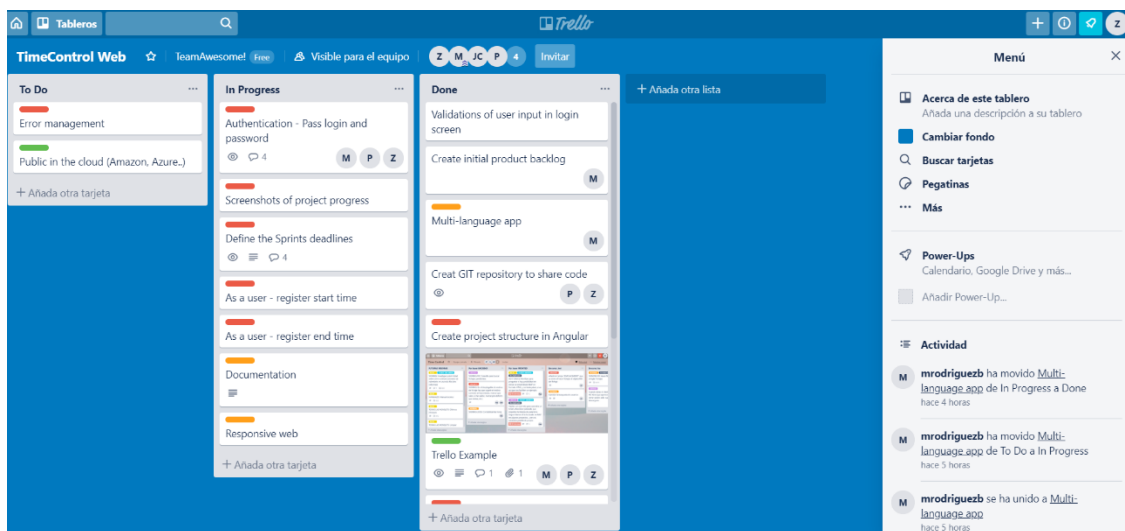 Tableros
Trello
Z
TimeControl Web
TeamAwesome!
Free
Visible para el equipo
Z
M
JC
P
4
Invitar
To Do
...
Error management
Public in the cloud (Amazon, Azure..)
+ Añada otra tarjeta
In Progress
...
Authentication - Pass login and
password
4
M
P
Z
Screenshots of project progress
Define the Sprints deadlines
4
As a user - register start time
As a user - register end time
Documentation
Responsive web
+ Añada otra tarjeta
Done
...
Validations of user input in login
screen
Create initial product backlog
M
Multi-language app
M
Creat GIT repository to share code
P
Z
Create project structure in Angular
Trello Example
1
1
M
P
Z
+ Añada otra tarjeta
+ Añada otra lista
Menú
Acerca de este tablero
Añada una descripción a su tablero
Cambiar fondo
Buscar tarjetas
Pegatinas
Más
Power-Ups
Calendario, Google Drive y más...
Añadir Power-Up...
Actividad
M
mrodriguezb ha movido Multi-
language app de In Progress a Done
hace 4 horas
M
mrodriguezb ha movido Multi-
language app de To Do a In Progress
hace 5 horas
M
mrodriguezb se ha unido a Multi-
language app
hace 5 horas